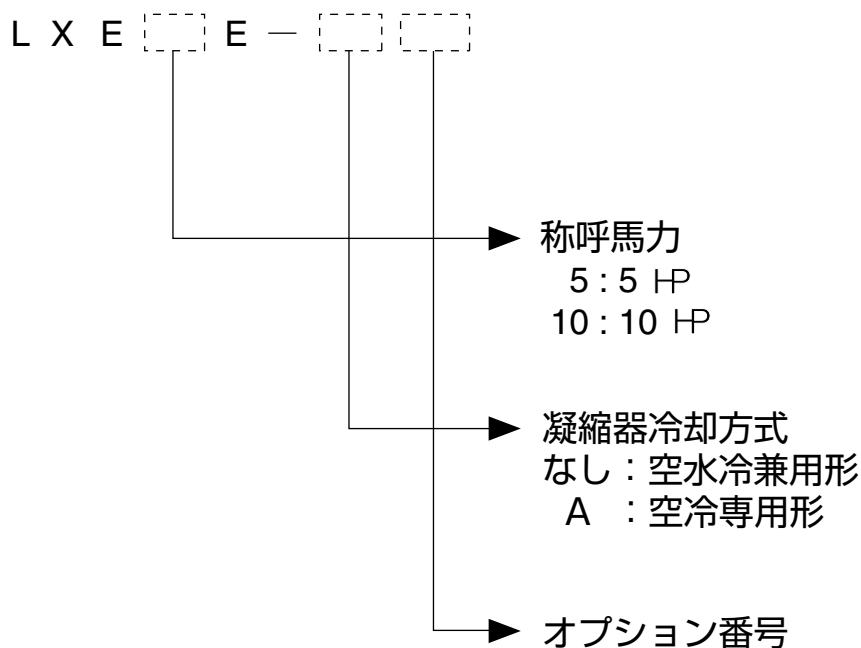 L X E E －
称呼馬力
5 : 5 HP
10 : 10 HP
凝縮器冷却方式
なし：空水冷兼用形
A ：空冷専用形
オプション番号